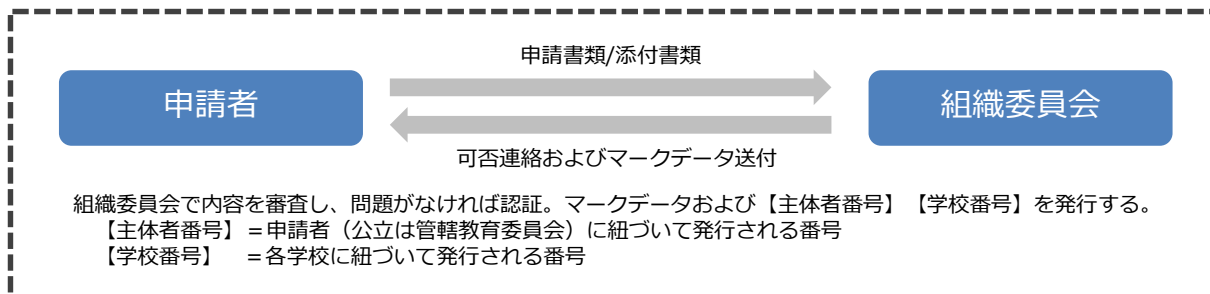 申請書類/添付書類
申請者
組織委員会
可否連絡およびマークデータ送付
組織委員会で内容を審査し、問題がなければ認証。マークデータおよび【主体者番号】【学校番号】を発行する。
【主体者番号】＝申請者（公立は管轄教育委員会）に紐づいて発行される番号
【学校番号】　＝各学校に紐づいて発行される番号